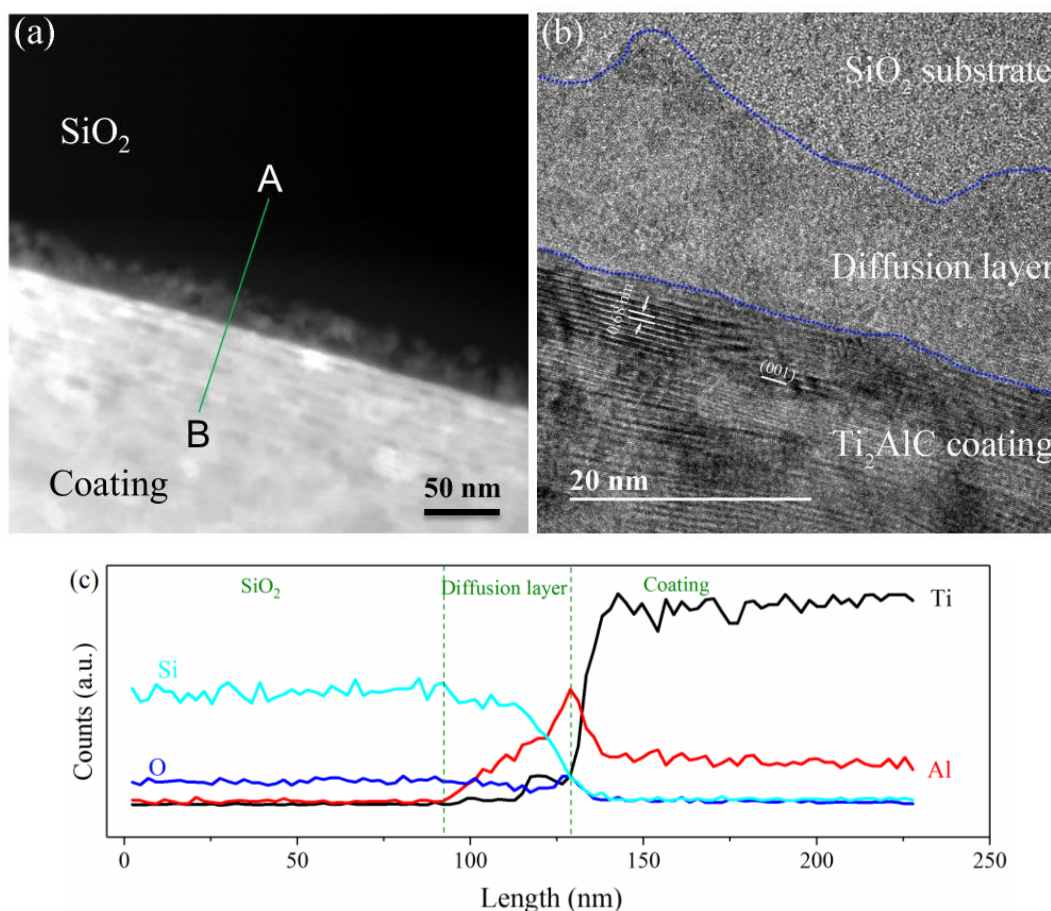 (a)
SiO₂
A
B
Coating
50 nm
(b)
SiO₂ substrate
Diffusion layer
0.68 nm
(001)
Ti₂AlC coating
20 nm
(c)
SiO₂
Diffusion layer
Coating
Ti
Si
O
Al
Counts (a.u.)
0
50
100
150
200
250
Length (nm)